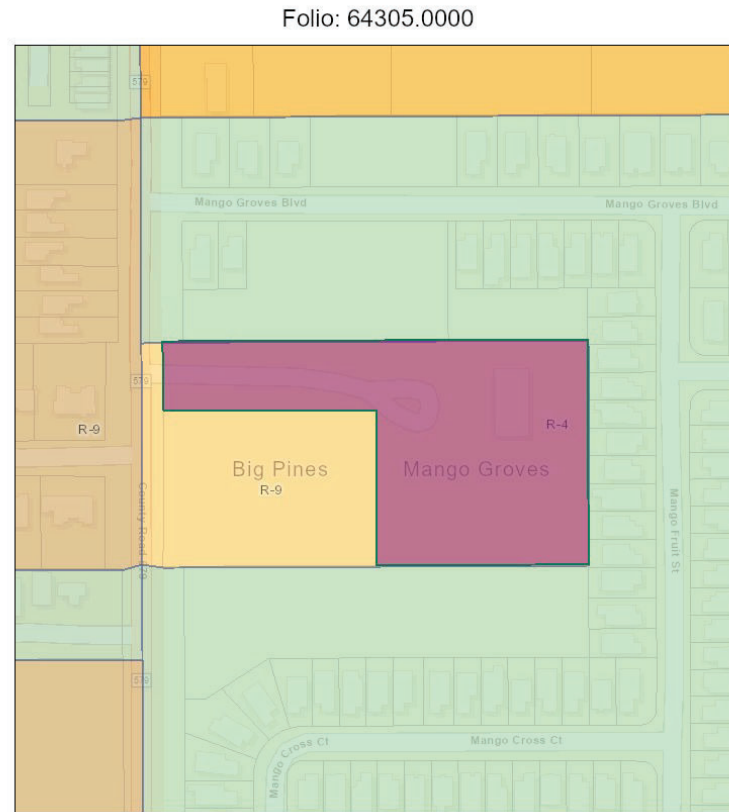 Folio: 64305.0000
579
Mango Groves Blvd
Mango Groves Blvd
579
R-9
R-4
Big Pines
Mango Groves
R-9
County Road 579
Mango Fruit St
579
Mango Cross Ct
Mango Cross Ct